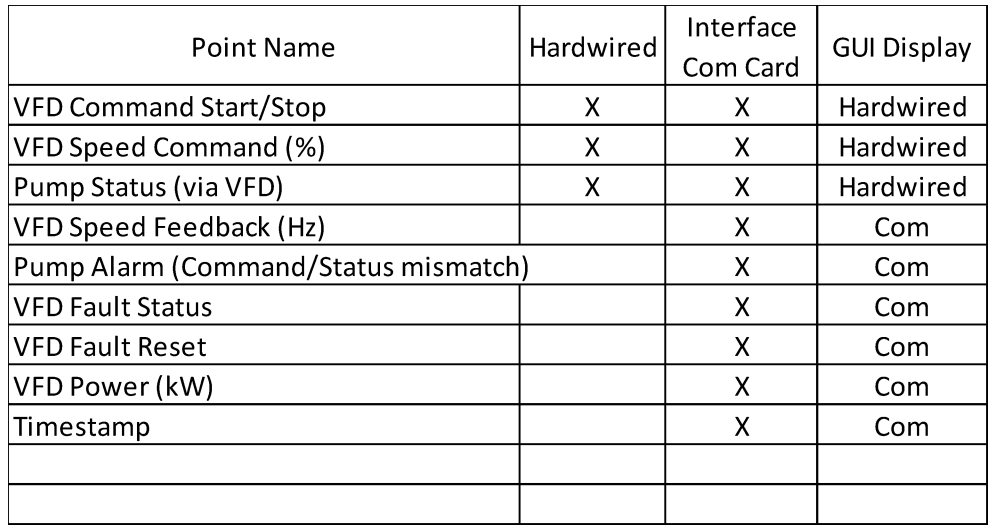 Point Name Hardwired Interface Com Card GUI Display
VFD Command Start/Stop X X Hardwired
VFD Speed Command (%) X X Hardwired
Pump Status (via VFD) X X Hardwired
VFD Speed Feedback (Hz) X Com
Pump Alarm (Command/Status mismatch) X Com
VFD Fault Status X Com
VFD Fault Reset X Com
VFD Power (kW) X Com
Timestamp X Com